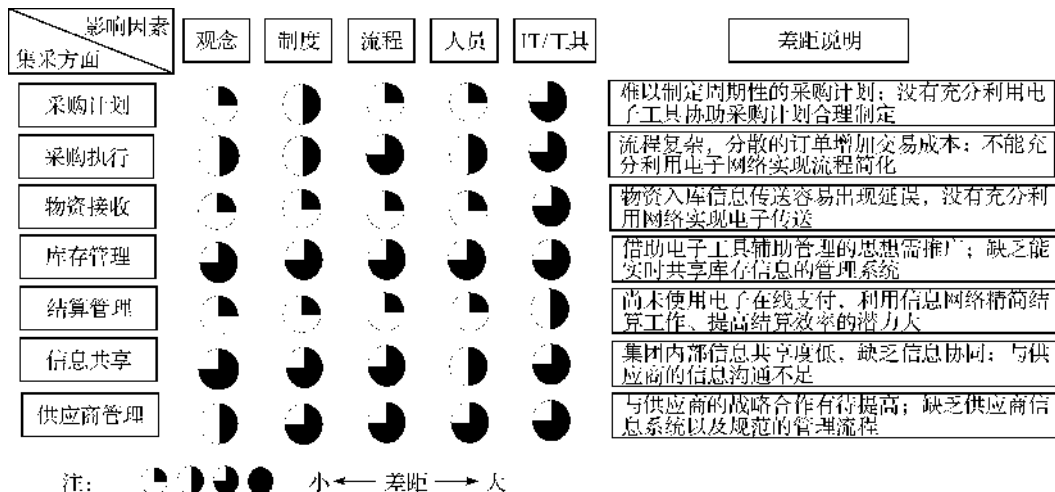 影响因素
集采方面
观念 制度 流程 人员 IT/工具 差距说明
采购计划
难以制定周期性的采购计划；没有充分利用电
子工具协助采购计划合理制定
采购执行
流程复杂，分散的订单增加交易成本；不能充
分利用电子网络实现流程简化
物资接收
物资入库信息传送容易出现延误，没有充分利
用网络实现电子传送
库存管理
借助电子工具辅助管理的思想需推广；缺乏能
实时共享库存信息的管理系统
结算管理
尚未使用电子在线支付，利用信息网络精简结
算工作、提高结算效率的潜力大
信息共享
集团内部信息共享度低，缺乏信息协同；与供
应商的信息沟通不足
供应商管理
与供应商的战略合作有待提高；缺乏供应商信
息系统以及规范的管理流程
注： 小 差距 大